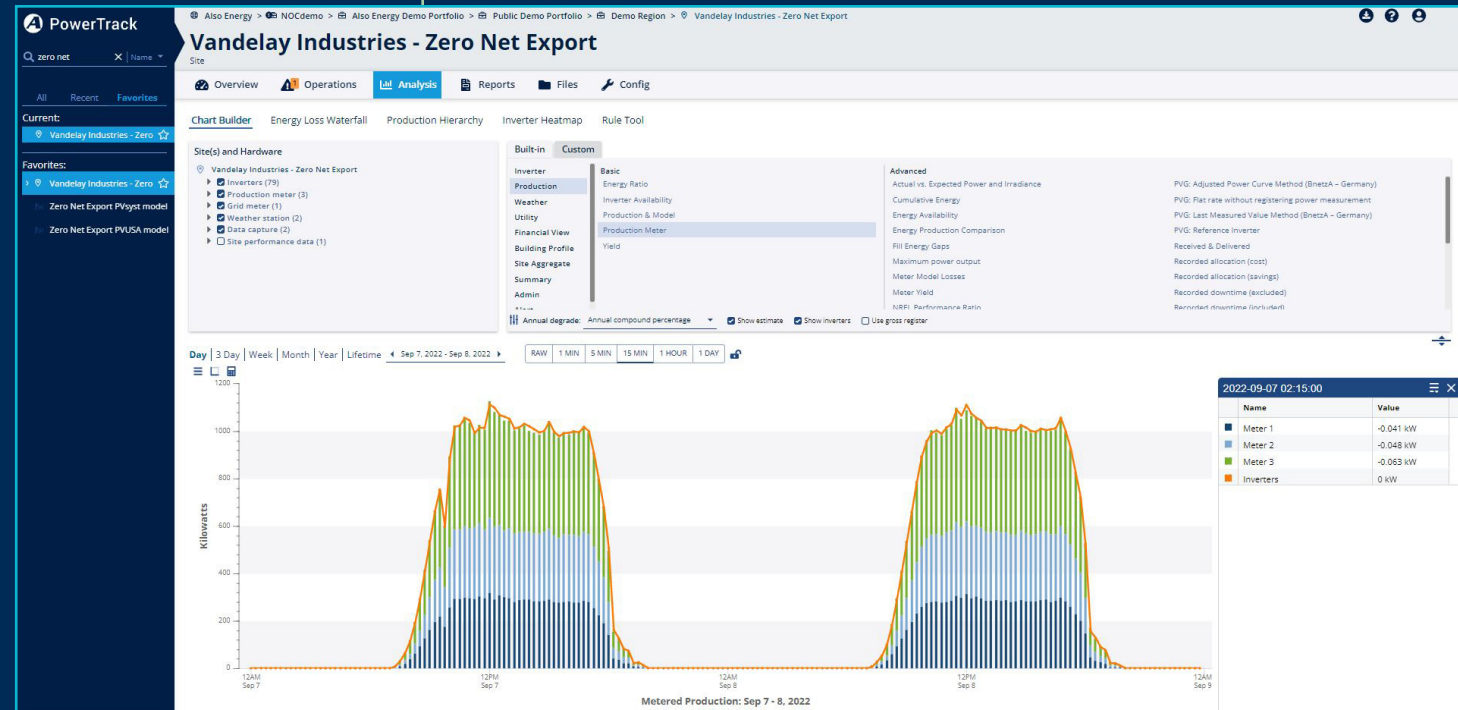 PowerTrack
zero net
Name
All Recent Favorites
Current:
Vandelay Industries - Zero
Favorites:
Vandelay Industries - Zero
Zero Net Export PVsyst model
Zero Net Export PVUSA model
Also Energy > NOCdemo > Also Energy Demo Portfolio > Public Demo Portfolio > Demo Region > Vandelay Industries - Zero Net Export
Vandelay Industries - Zero Net Export
Site
Overview Operations Analysis Reports Files Config
Chart Builder Energy Loss Waterfall Production Hierarchy Inverter Heatmap Rule Tool
Site(s) and Hardware
Vandelay Industries - Zero Net Export
Inverters (79)
Production meter (3)
Grid meter (1)
Weather station (2)
Data capture (2)
Site performance data (1)
Built-in Custom
Inverter
Production
Weather
Utility
Financial View
Building Profile
Site Aggregate
Summary
Admin
Basic
Energy Ratio
Inverter Availability
Production & Model
Production Meter
Yield
Advanced
Actual vs. Expected Power and Irradiance
Cumulative Energy
Energy Availability
Energy Production Comparison
Fill Energy Gaps
Maximum power output
Meter Model Losses
Meter Yield
NREL Performance Ratio
PVG: Adjusted Power Curve Method (BnetzA – Germany)
PVG: Flat rate without registering power measurement
PVG: Last Measured Value Method (BnetzA – Germany)
PVG: Reference Inverter
Received & Delivered
Recorded allocation (cost)
Recorded allocation (savings)
Recorded downtime (excluded)
Recorded downtime (included)
Annual degrade: Annual compound percentage Show estimate Show inverters Use gross register
Day | 3 Day | Week | Month | Year | Lifetime Sep 7, 2022 - Sep 8, 2022 RAW 1 MIN 5 MIN 15 MIN 1 HOUR 1 DAY
1200
1000
800
600
400
200
0
Kilowatts
12AM 12PM 12AM 12PM 12AM
Sep 7 Sep 7 Sep 8 Sep 8 Sep 9
Metered Production: Sep 7 - 8, 2022
2022-09-07 02:15:00
Name Value
Meter 1 -0.041 kW
Meter 2 -0.048 kW
Meter 3 -0.063 kW
Inverters 0 kW